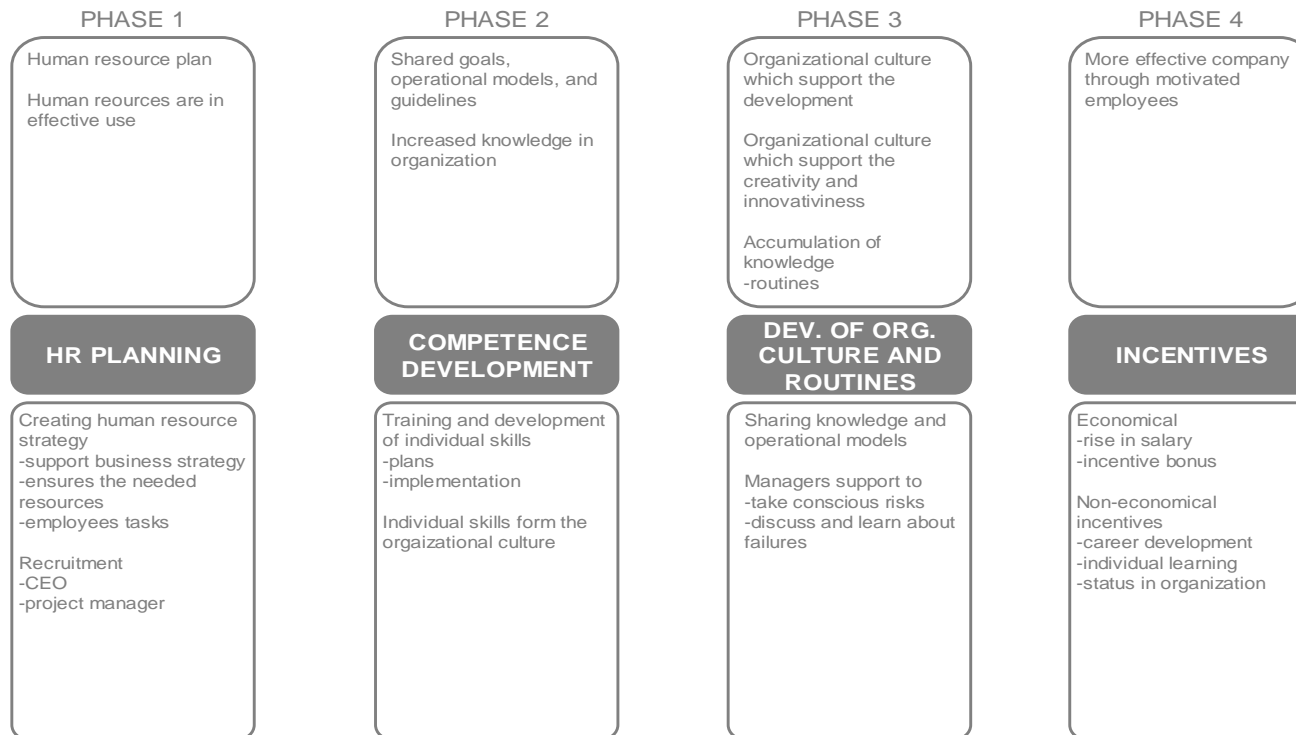 PHASE 1
Human resource plan
Human reources are in
effective use
HR PLANNING
Creating human resource
strategy
-support business strategy
-ensures the needed
resources
-employees tasks
Recruitment
-CEO
-project manager
PHASE 2
Shared goals,
operational models, and
guidelines
Increased knowledge in
organization
COMPETENCE
DEVELOPMENT
Training and development
of individual skills
-plans
-implementation
Individual skills form the
orgaizational culture
PHASE 3
Organizational culture
which support the
development
Organizational culture
which support the
creativity and
innovativiness
Accumulation of
knowledge
-routines
DEV. OF ORG.
CULTURE AND
ROUTINES
Sharing knowledge and
operational models
Managers support to
-take conscious risks
-discuss and learn about
failures
PHASE 4
More effective company
through motivated
employees
INCENTIVES
Economical
-rise in salary
-incentive bonus
Non-economical
incentives
-career development
-individual learning
-status in organization